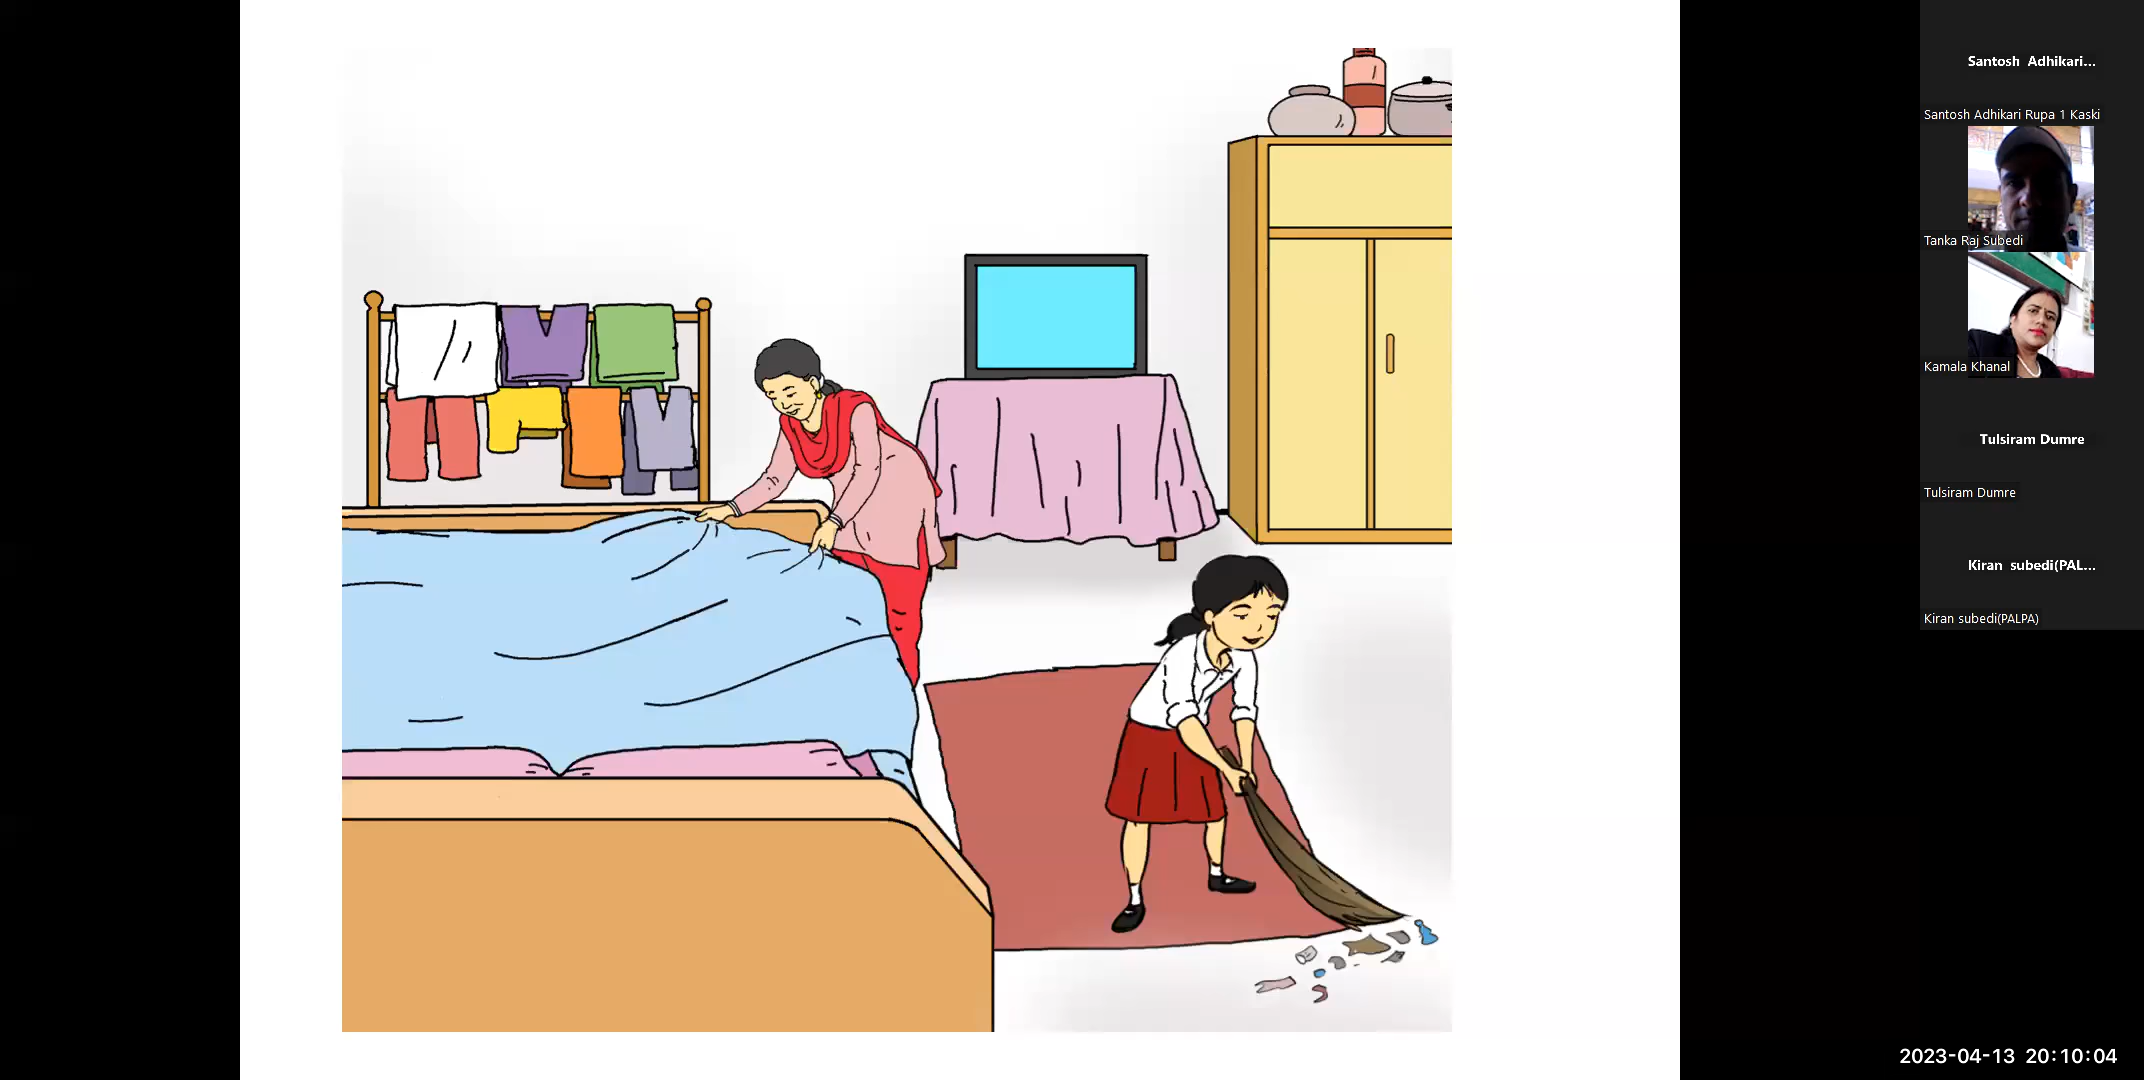 Santosh Adhikari...
Santosh Adhikari Rupa 1 Kaski
Tanka Raj Subedi
Kamala Khanal
Tulsiram Dumre
Tulsiram Dumre
Kiran subedi(PAL...
Kiran subedi(PALPA)
2023-04-13 20:10:04